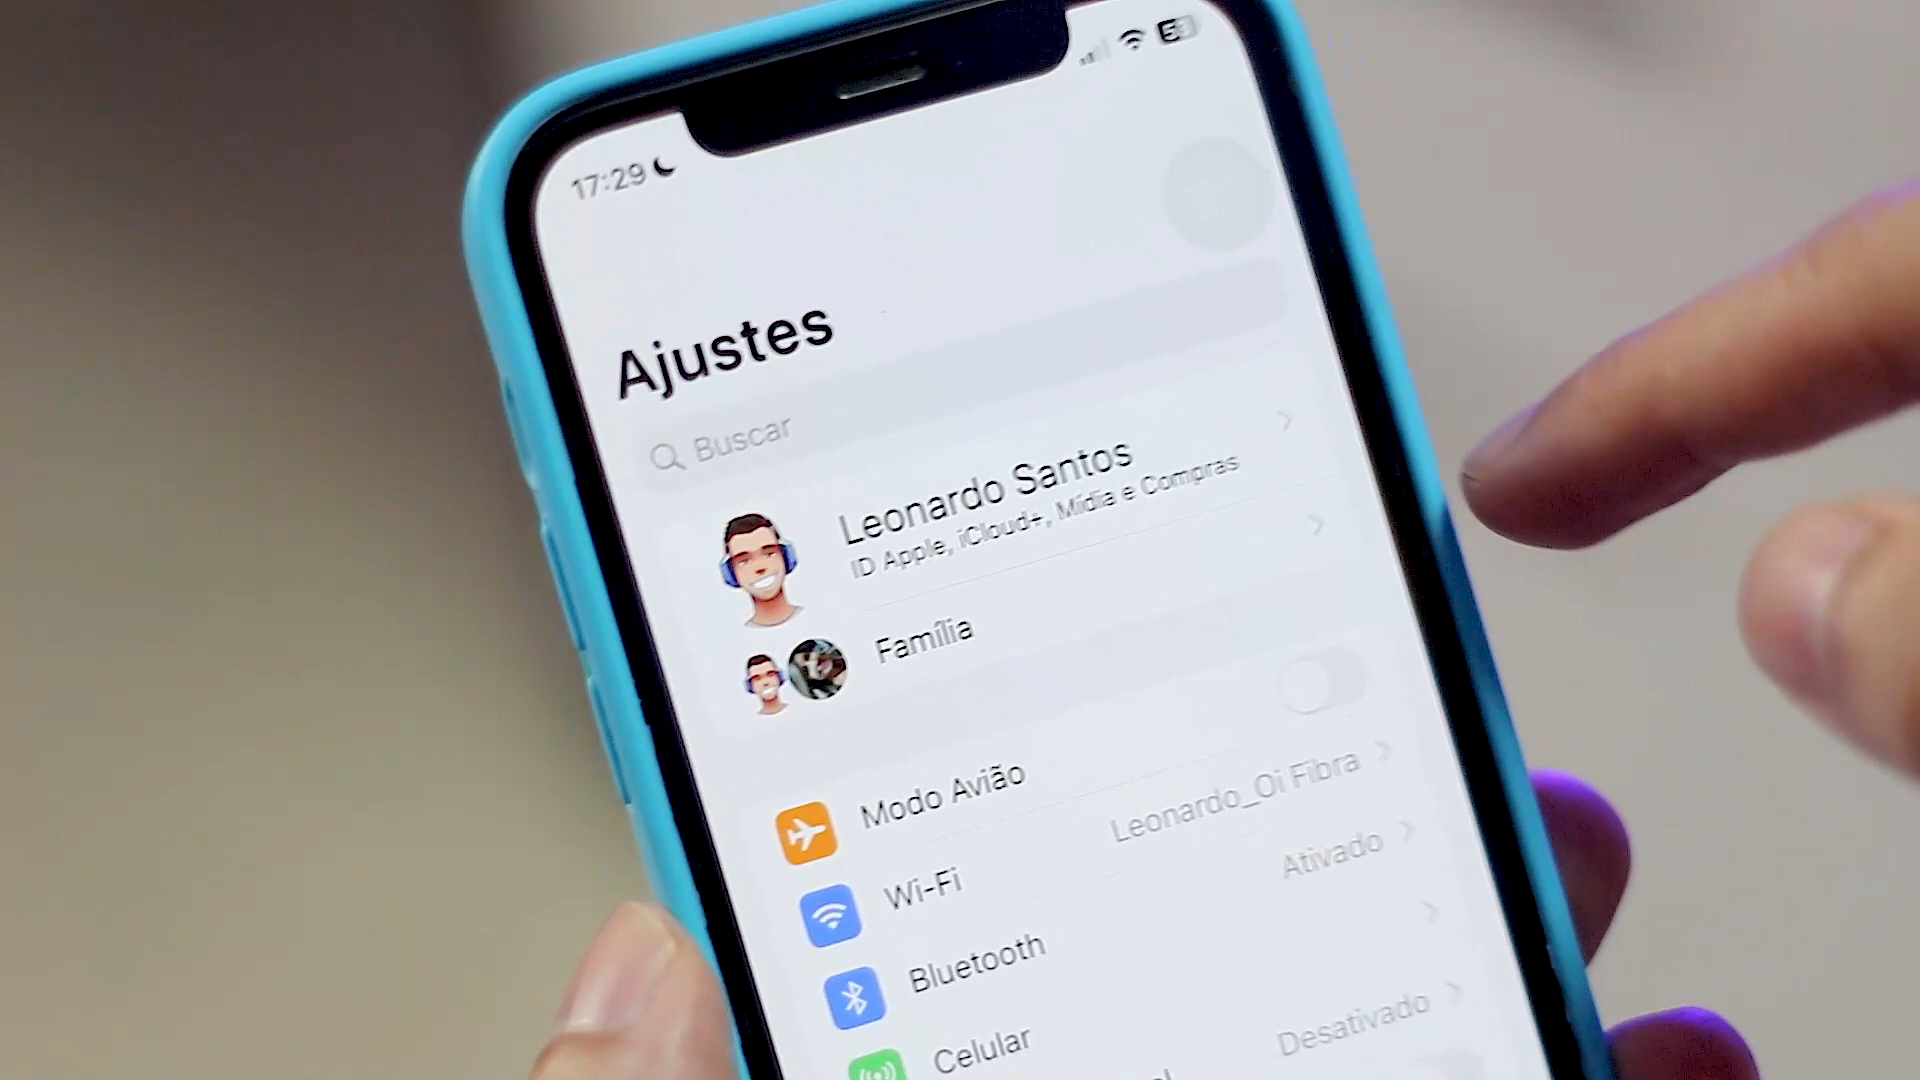 17:29
Ajustes
Buscar
Leonardo Santos
ID Apple, iCloud+, Mídia e Compras
Família
Modo Avião
Wi-Fi
Leonardo_Oi Fibra
Bluetooth
Ativado
Celular
Desativado